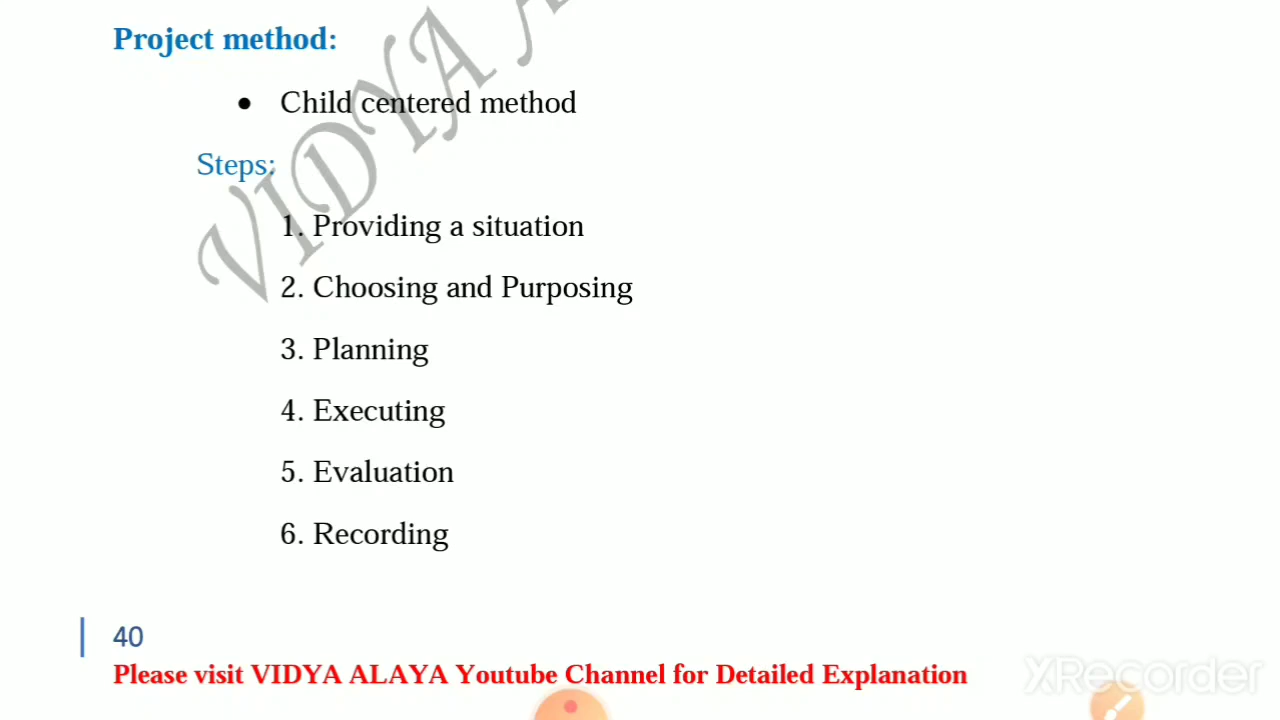 Project method:
• Child centered method
Steps:
1. Providing a situation
2. Choosing and Purposing
3. Planning
4. Executing
5. Evaluation
6. Recording
40
Please visit VIDYA ALAYA Youtube Channel for Detailed Explanation
VIDYA A
XRecorder